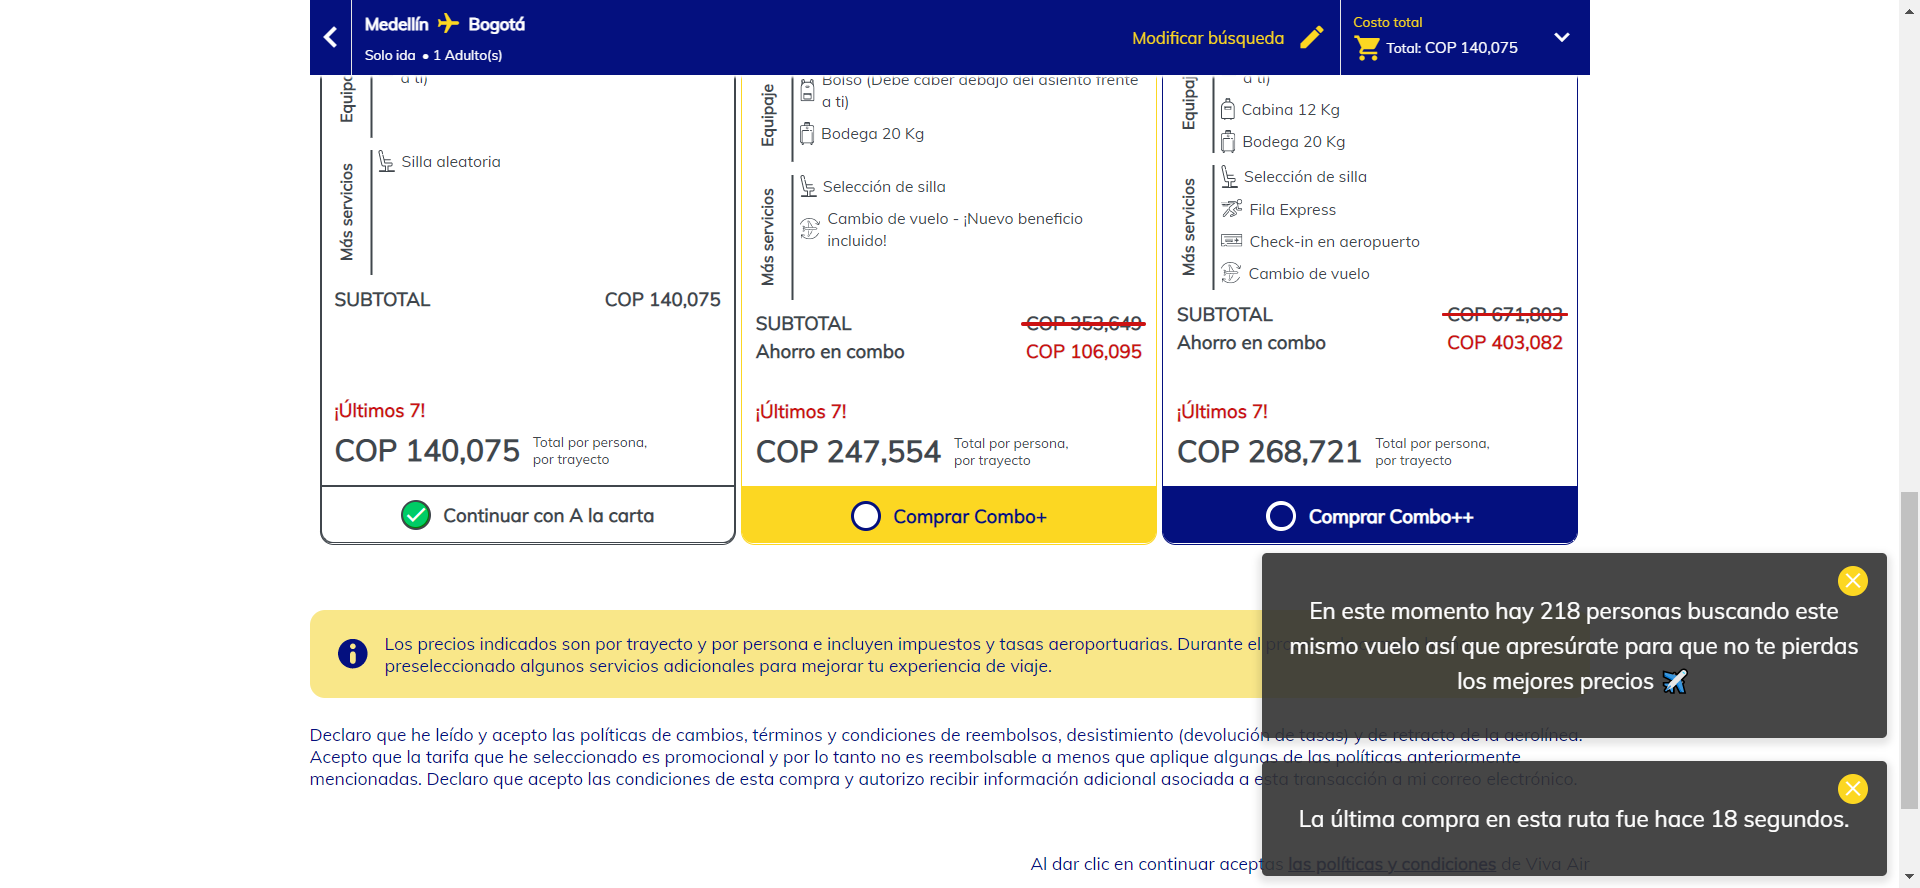 Medellín Bogotá
Solo ida • 1 Adulto(s)
Modificar búsqueda
Costo total
Total: COP 140,075
Equipa
a ti)
Más servicios
Silla aleatoria
SUBTOTAL COP 140,075
¡Últimos 7!
COP 140,075 Total por persona,
por trayecto
Continuar con A la carta
Equipaje
Bolso (Debe caber debajo del asiento frente
a ti)
Bodega 20 Kg
Más servicios
Selección de silla
Cambio de vuelo - ¡Nuevo beneficio
incluido!
SUBTOTAL COP 353,649
Ahorro en combo COP 106,095
¡Últimos 7!
COP 247,554 Total por persona,
por trayecto
Comprar Combo+
Equipaj
a ti)
Cabina 12 Kg
Bodega 20 Kg
Más servicios
Selección de silla
Fila Express
Check-in en aeropuerto
Cambio de vuelo
SUBTOTAL COP 671,803
Ahorro en combo COP 403,082
¡Últimos 7!
COP 268,721 Total por persona,
por trayecto
Comprar Combo++
Los precios indicados son por trayecto y por persona e incluyen impuestos y tasas aeroportuarias. Durante el
preseleccionado algunos servicios adicionales para mejorar tu experiencia de viaje.
Declaro que he leído y acepto las políticas de cambios, términos y condiciones de reembolsos, desistimiento (devolución de tasas) y de retracto de la aerolínea.
Acepto que la tarifa que he seleccionado es promocional y por lo tanto no es reembolsable a menos que aplique algunas de las políticas anteriormente
mencionadas. Declaro que acepto las condiciones de esta compra y autorizo recibir información adicional asociada a esta transacción a mi correo electrónico.
Al dar clic en continuar aceptas las políticas y condiciones de Viva Air
En este momento hay 218 personas buscando este
mismo vuelo así que apresúrate para que no te pierdas
los mejores precios
La última compra en esta ruta fue hace 18 segundos.